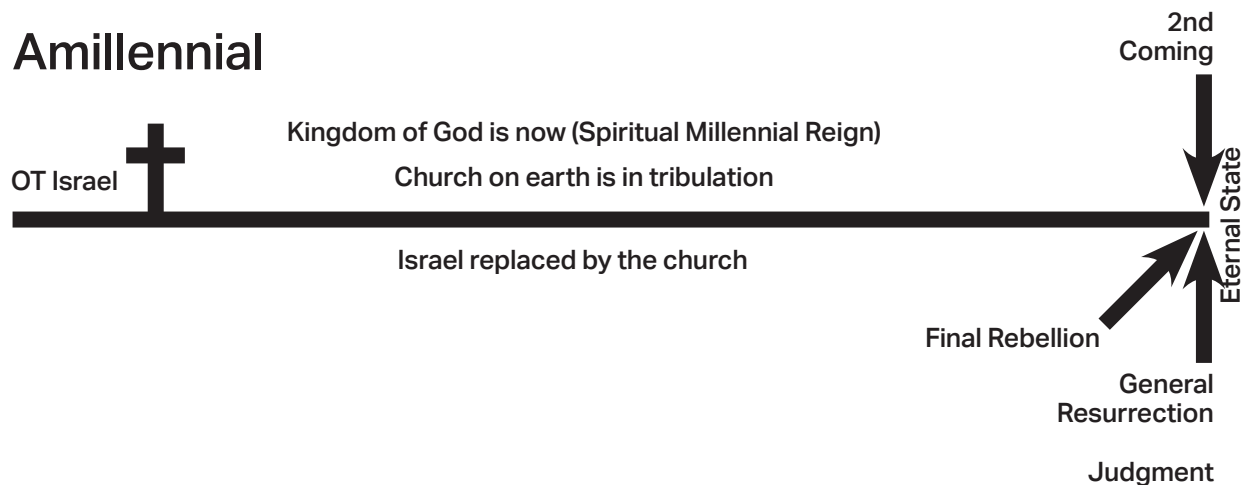 Amillennial
2nd
Coming
Kingdom of God is now (Spiritual Millennial Reign)
OT Israel
Church on earth is in tribulation
Eternal State
Israel replaced by the church
Final Rebellion
General
Resurrection
Judgment